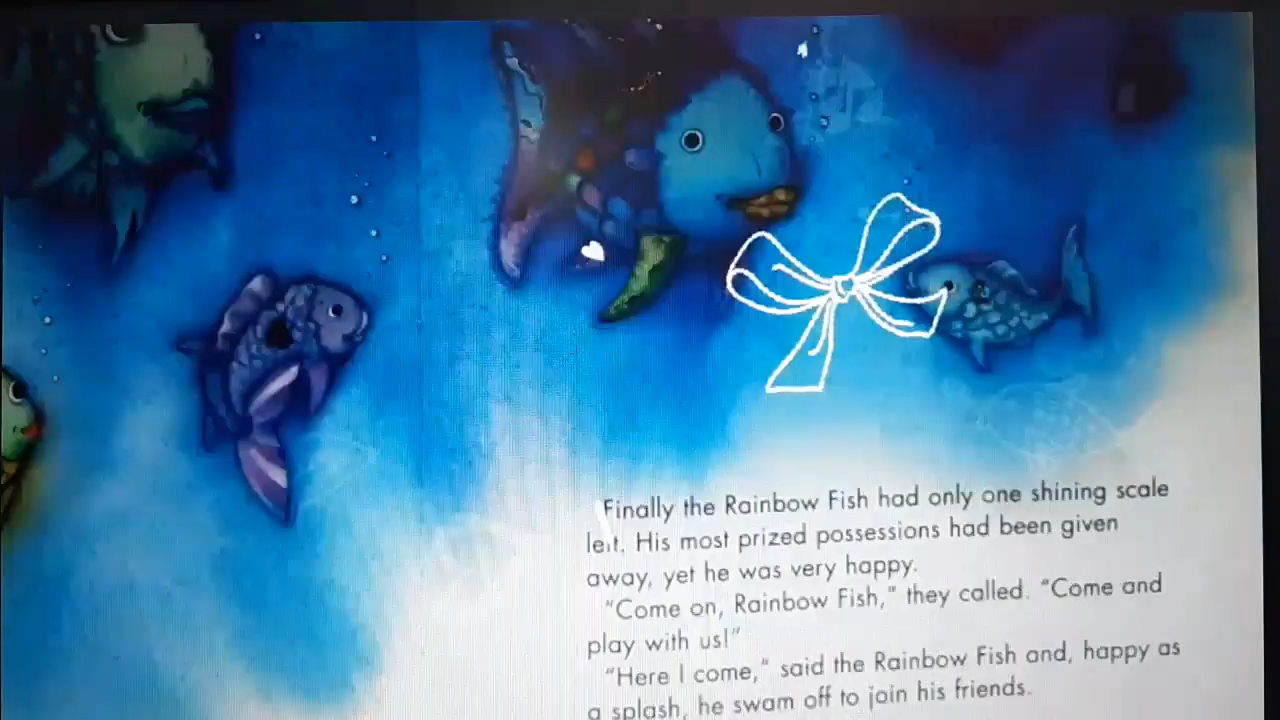 Finally the Rainbow Fish had only one shining scale
left. His most prized possessions had been given
away, yet he was very happy.
"Come on, Rainbow Fish," they called. "Come and
play with us!"
"Here I come," said the Rainbow Fish and, happy as
a splash, he swam off to join his friends.